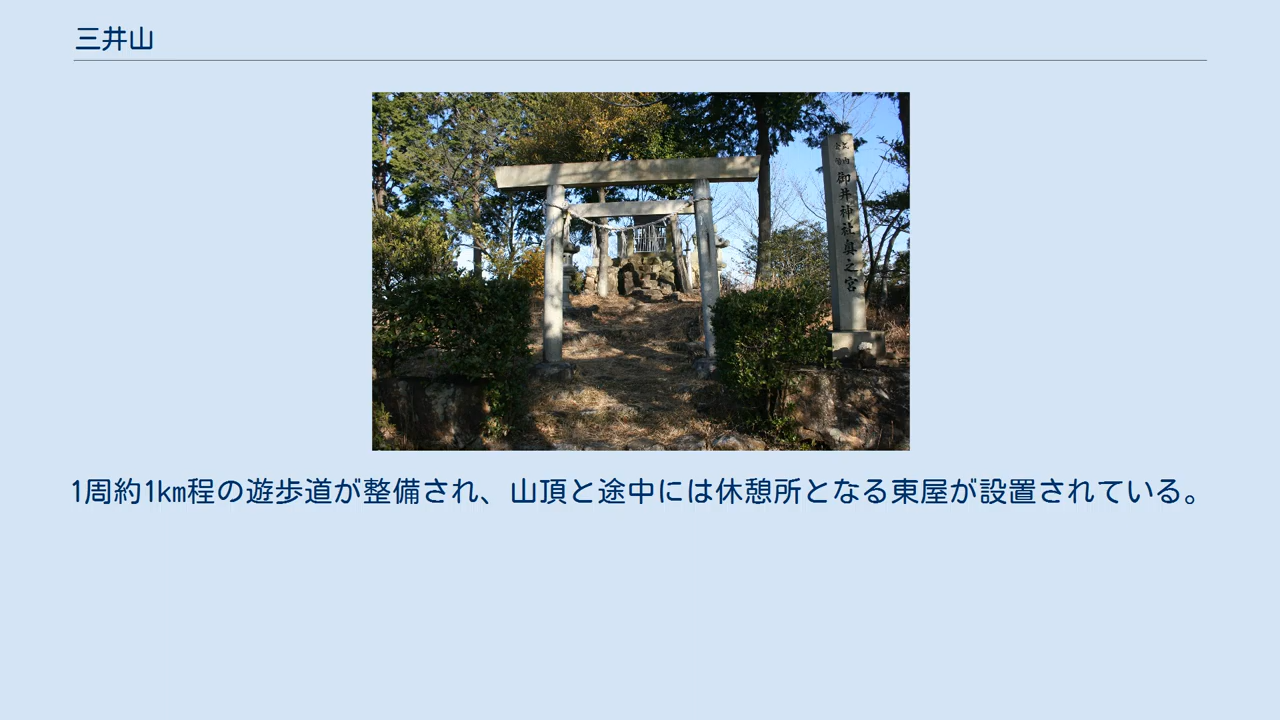 三井山
御井神社奥之宮
1周約1km程の遊歩道が整備され、山頂と途中には休憩所となる東屋が設置されている。